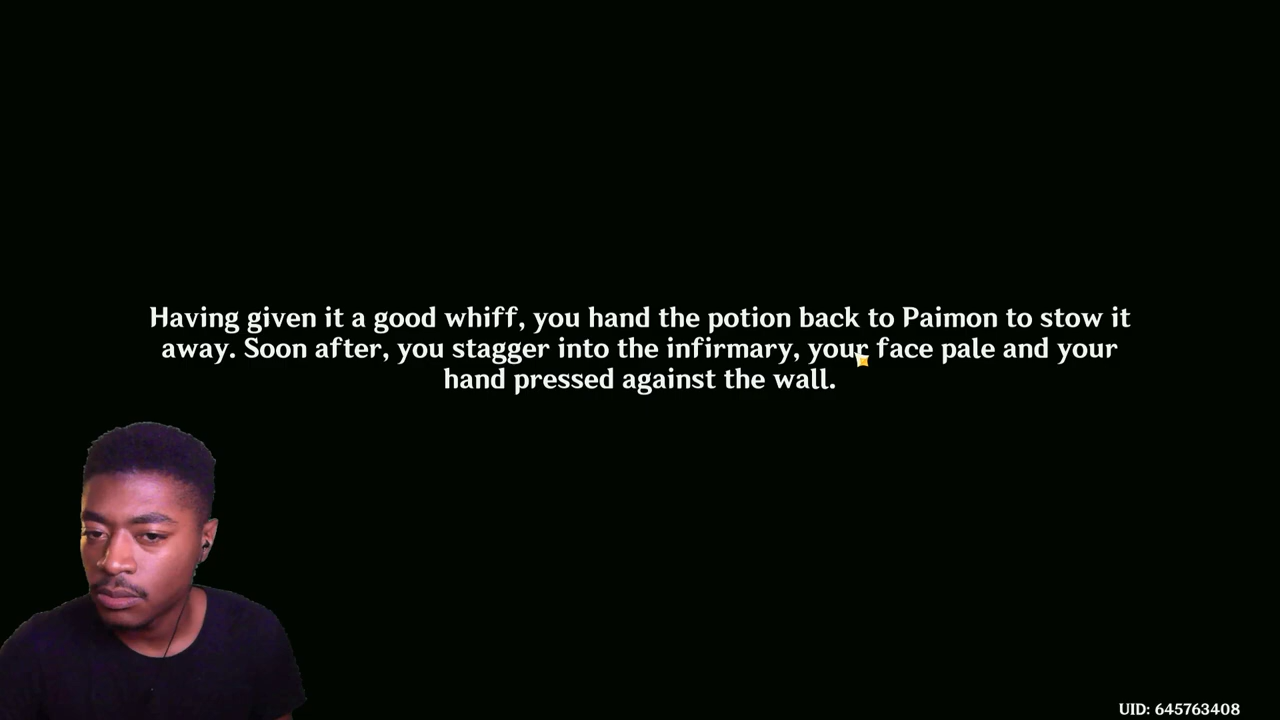 Having given it a good whiff, you hand the potion back to Paimon to stow it
away. Soon after, you stagger into the infirmary, your face pale and your
hand pressed against the wall.
UID: 645763408